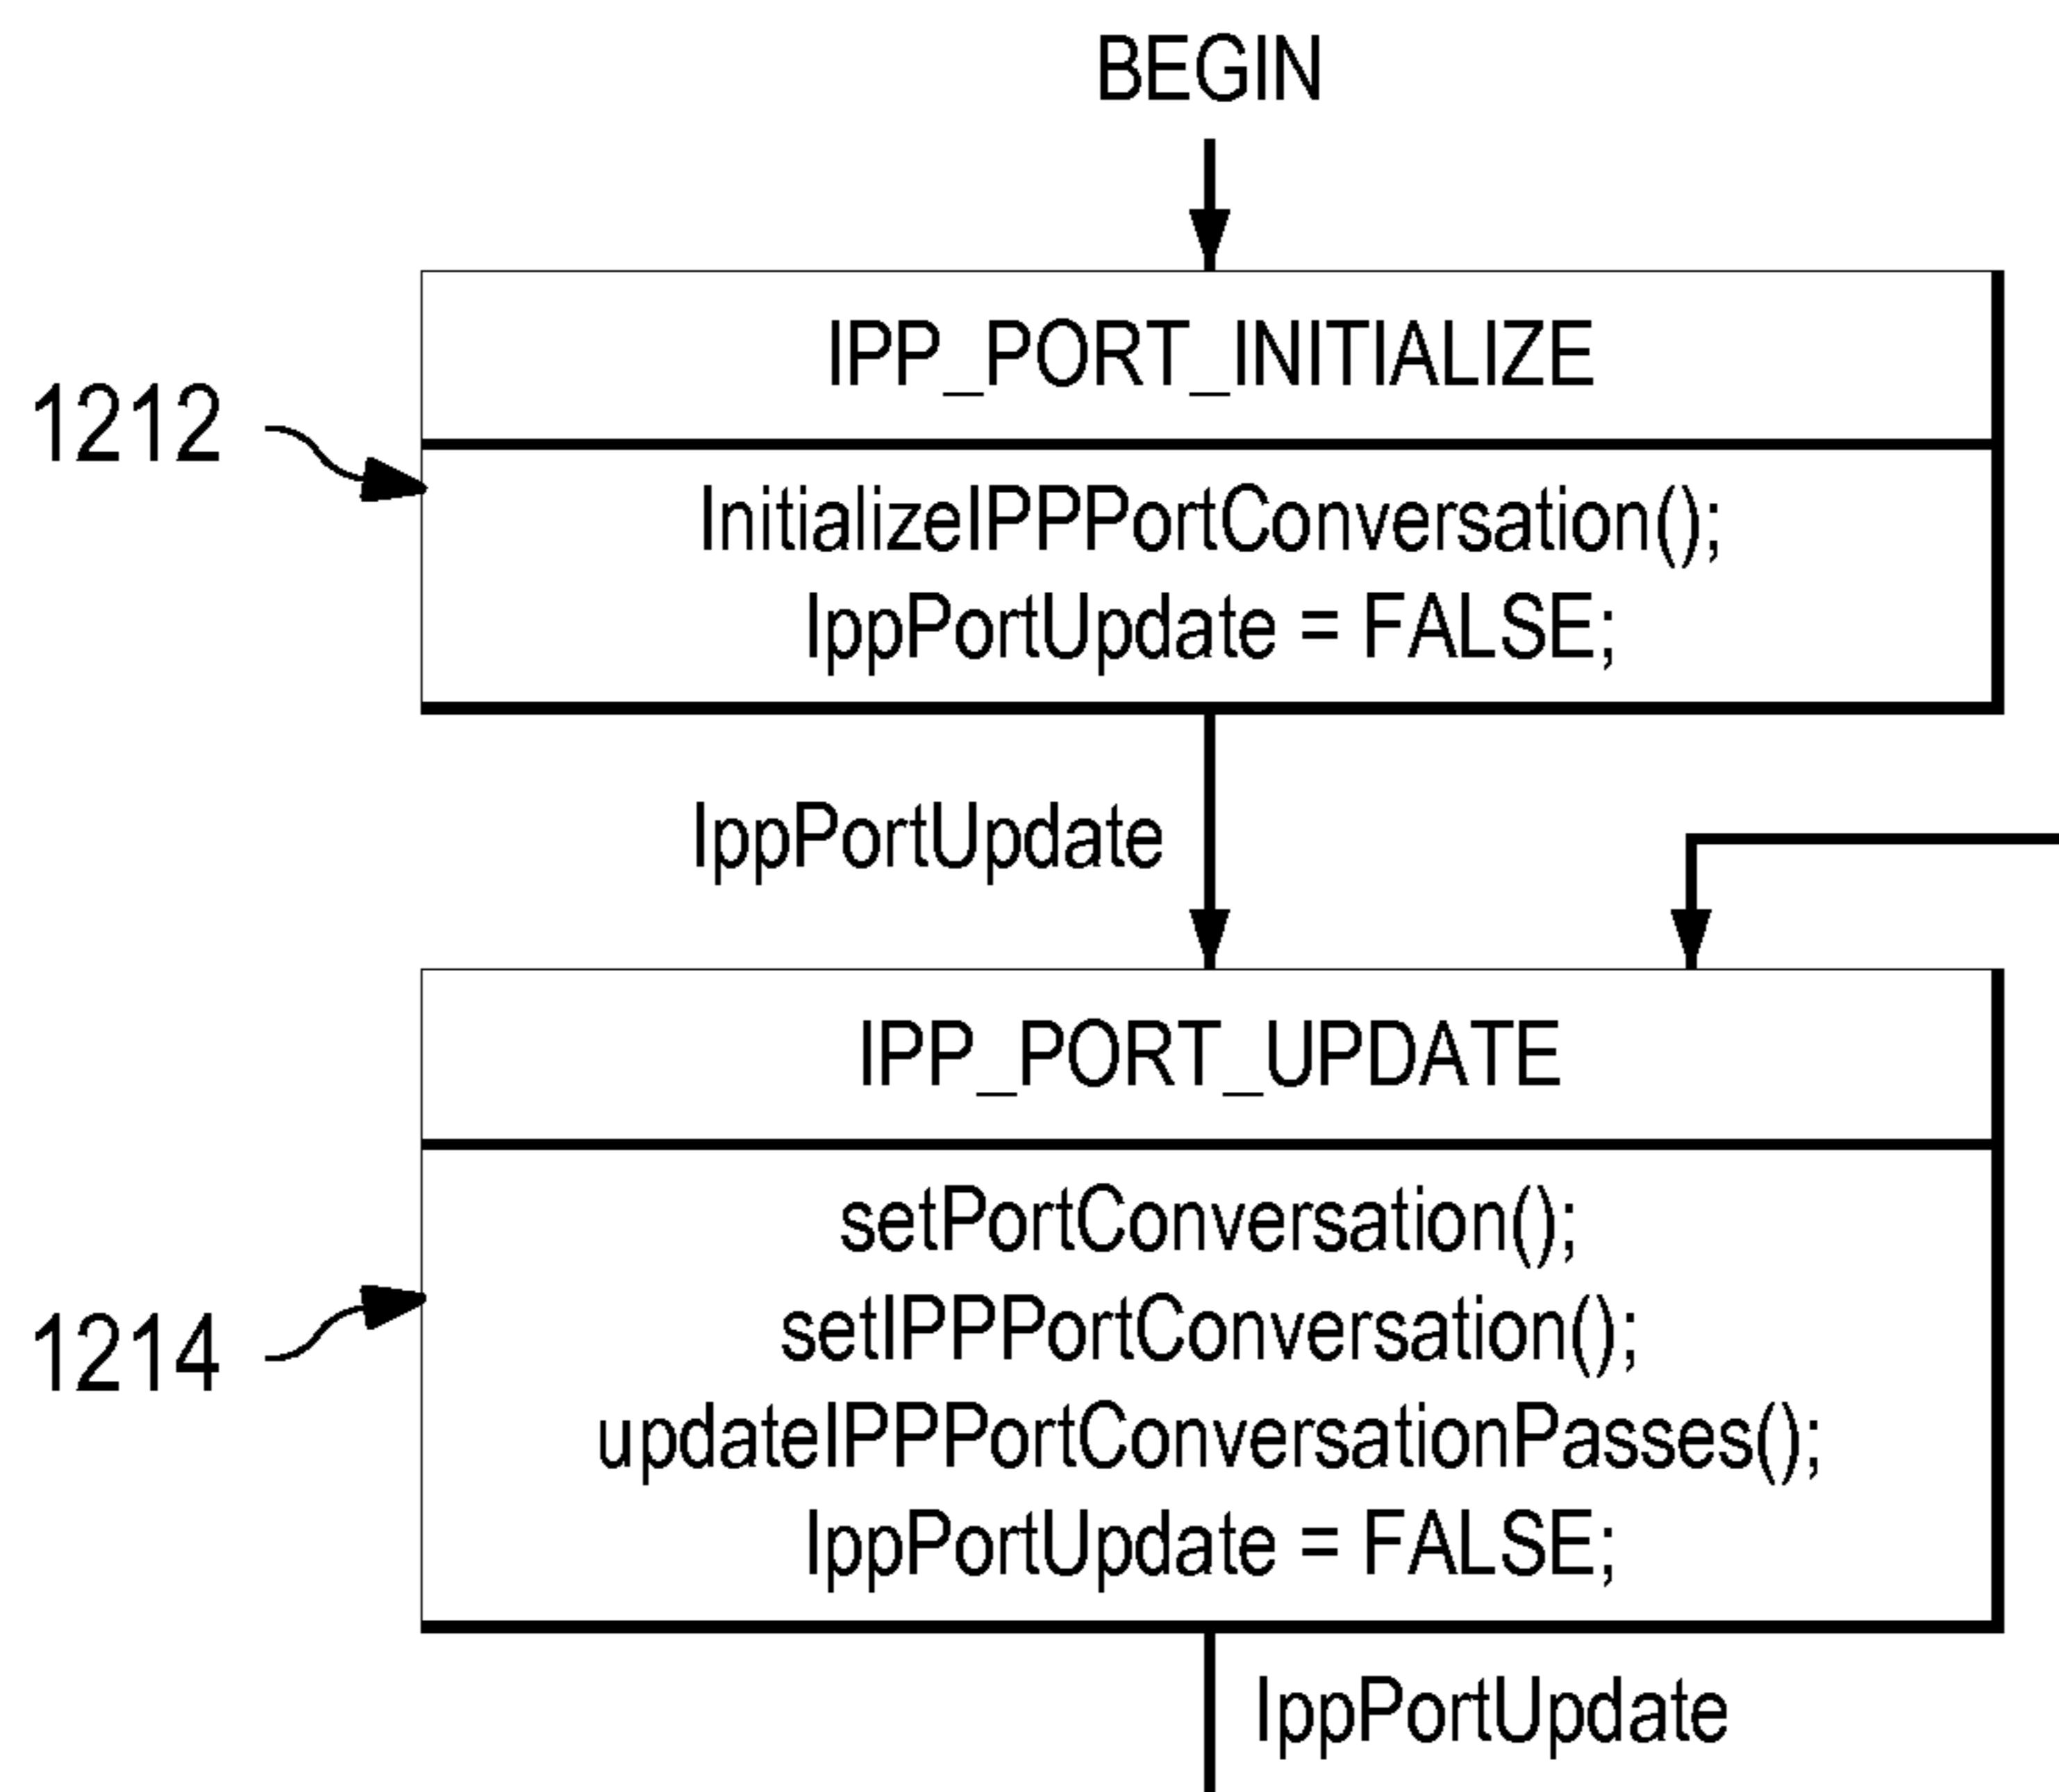 BEGIN
IPP_PORT_INITIALIZE
1212
InitializeIPPPortConversation();
IppPortUpdate = FALSE;
IppPortUpdate
IPP_PORT_UPDATE
setPortConversation();
1214
setIPPPortConversation();
updateIPPPortConversationPasses();
IppPortUpdate = FALSE;
IppPortUpdate